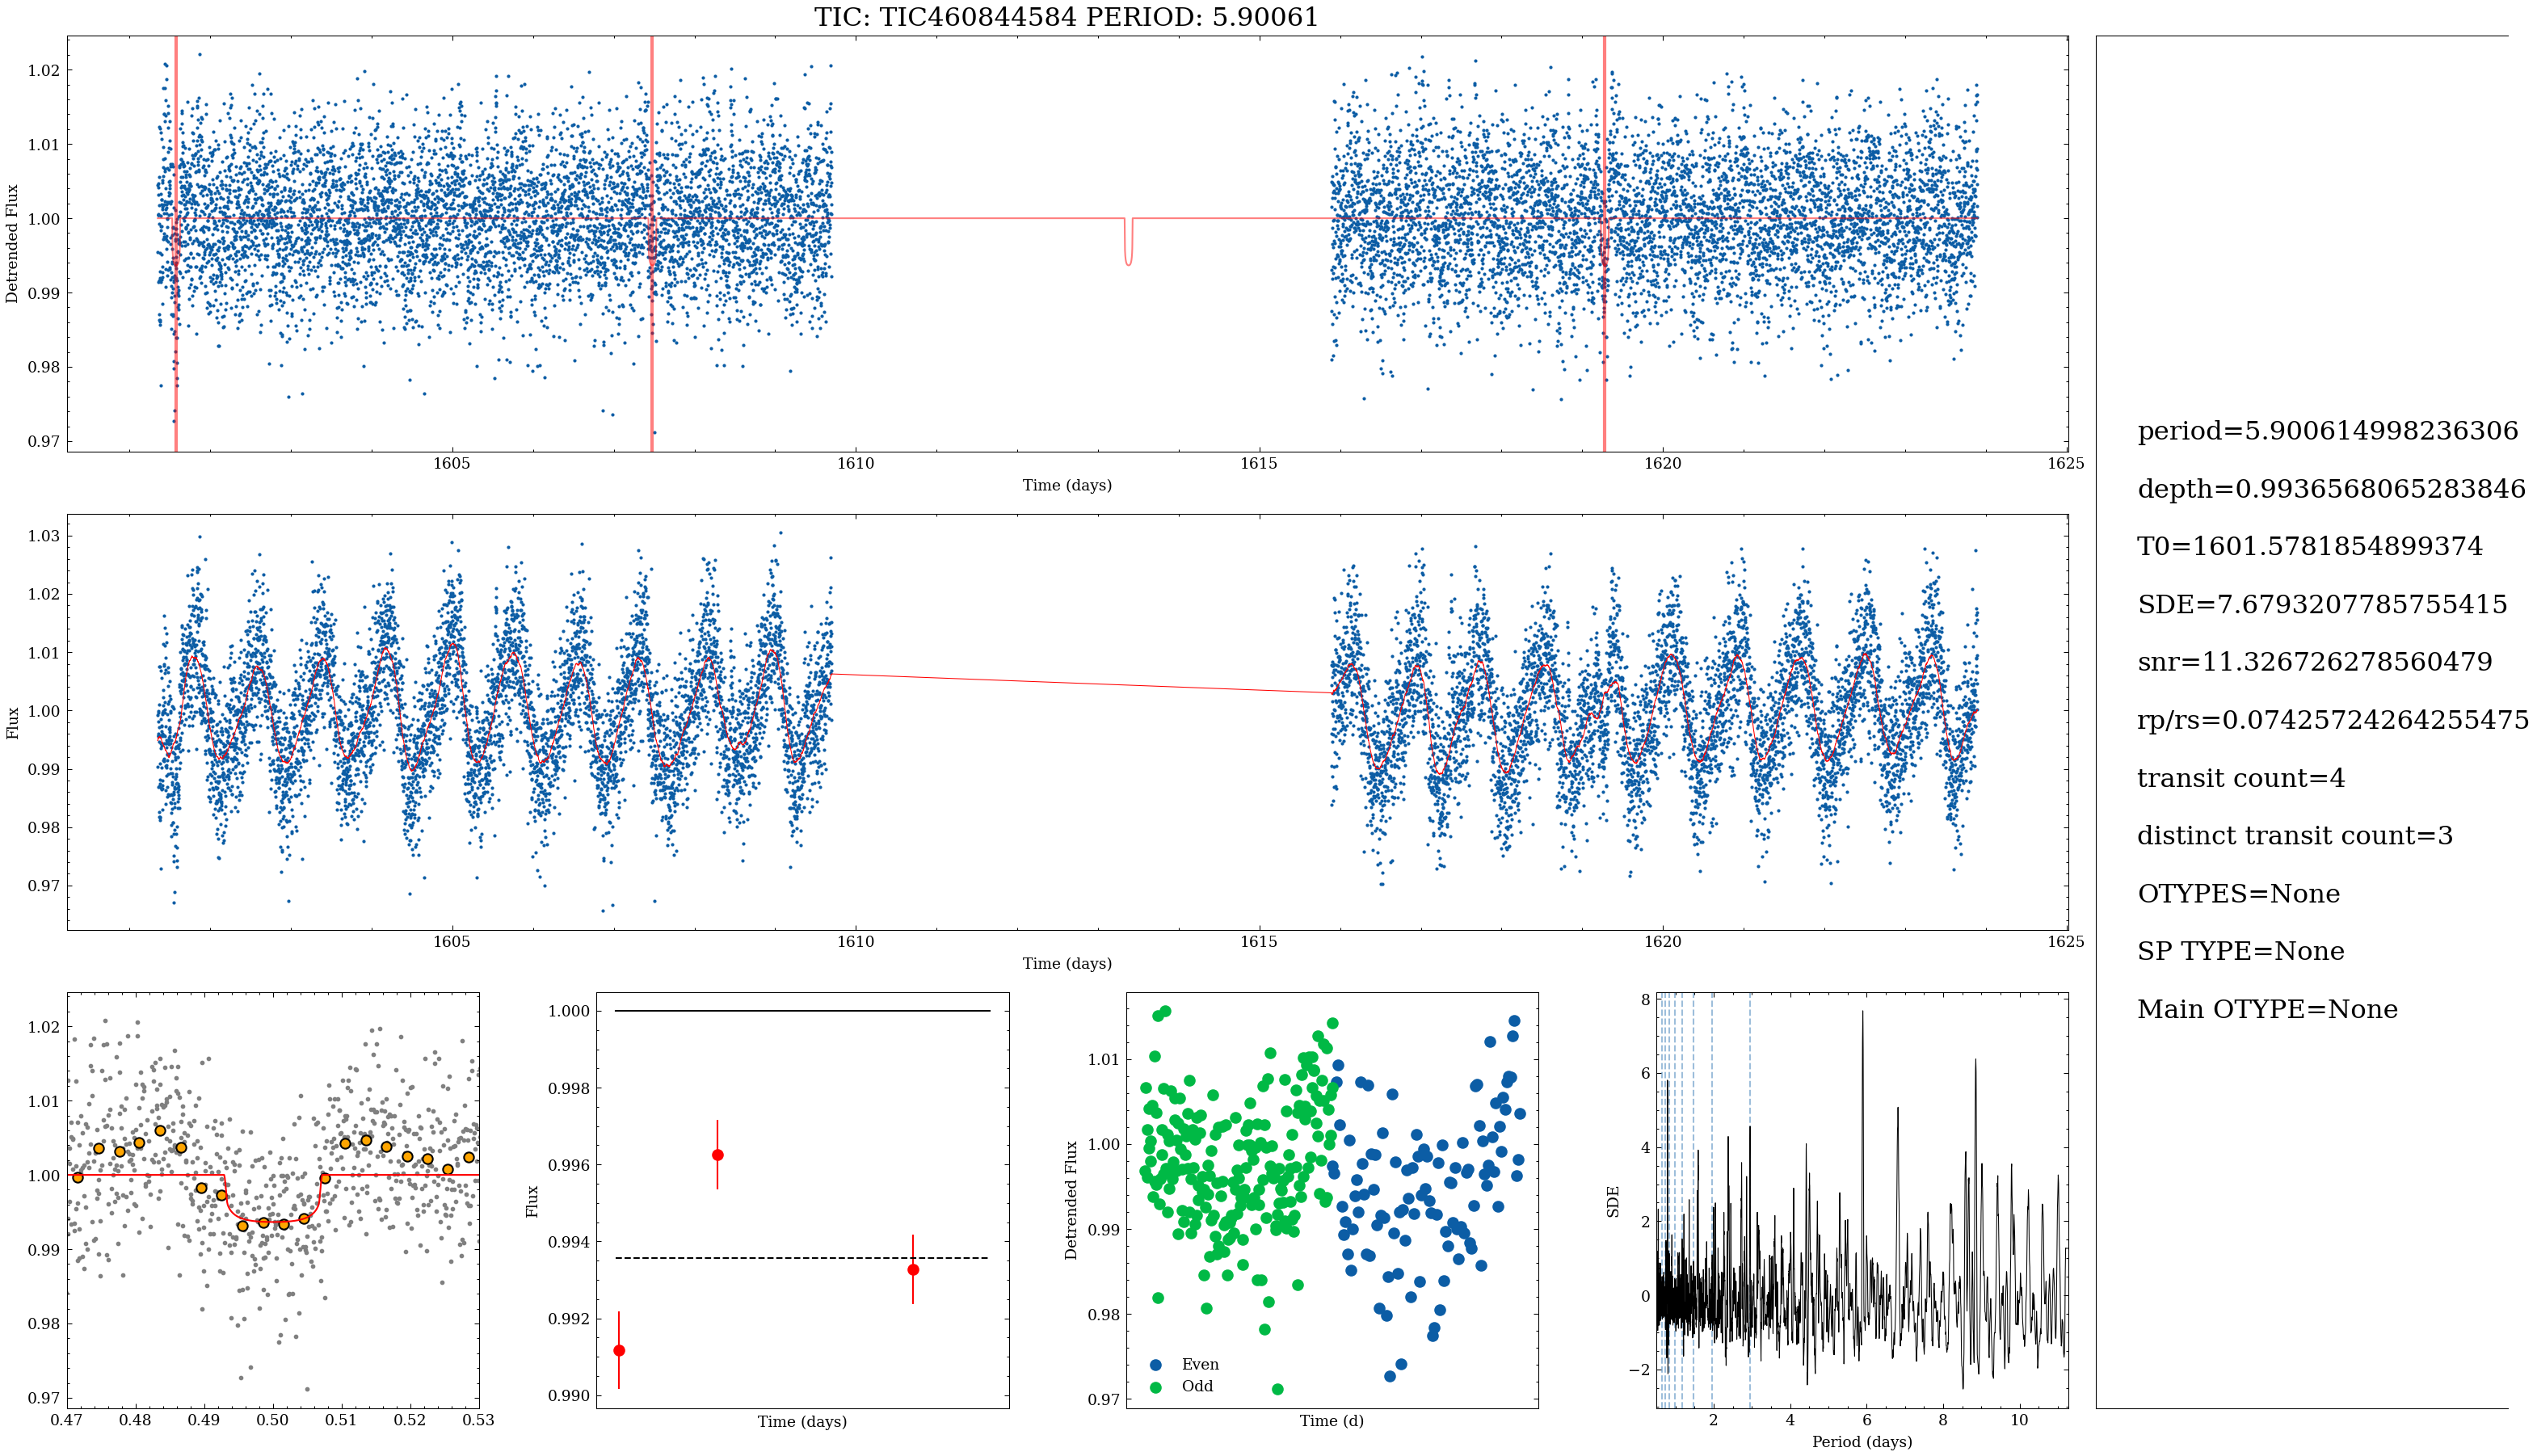 TIC: TIC460844584 PERIOD: 5.90061
1.02
1.01
1.00
0.99
0.98
0.97
Detrended Flux
1605
1610
1615
1620
1625
Time (days)
1.03
1.02
1.01
1.00
0.99
0.98
0.97
Flux
1605
1610
1615
1620
1625
Time (days)
period=5.900614998236306
depth=0.9936568065283846
T0=1601.5781854899374
SDE=7.6793207785755415
snr=11.326726278560479
rp/rs=0.07425724264255475
transit count=4
distinct transit count=3
OTYPES=None
SP TYPE=None
Main OTYPE=None
1.02
1.01
1.00
0.99
0.98
0.97
0.47
0.48
0.49
0.50
0.51
0.52
0.53
1.000
0.998
0.996
0.994
0.992
0.990
Flux
Time (days)
1.01
1.00
0.99
0.98
0.97
Detrended Flux
Even
Odd
Time (d)
8
6
4
2
0
−2
SDE
2
4
6
8
10
Period (days)